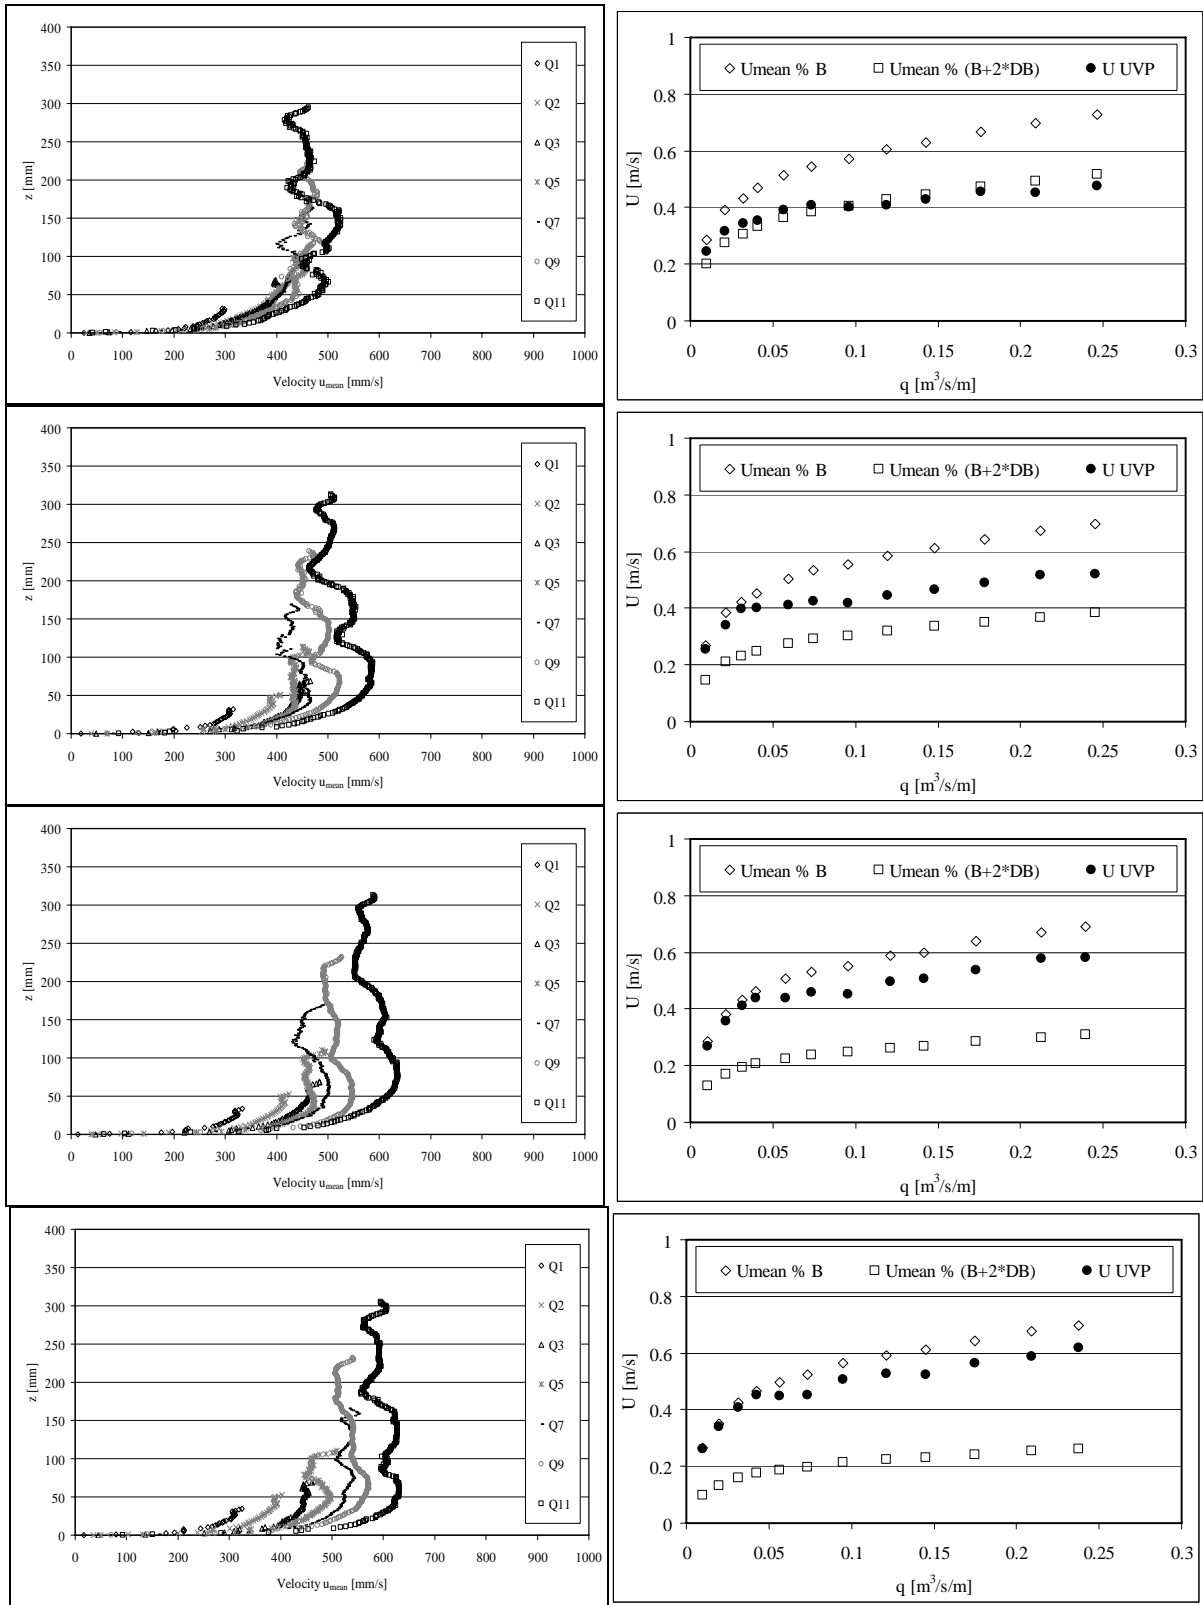 400
350
300
250
200
150
100
50
0
z [mm]
0 100 200 300 400 500 600 700 800 900 1000
Velocity umean [mm/s]
Q1
Q2
Q3
Q5
Q7
Q9
Q11
1
0.8
0.6
0.4
0.2
0
U [m/s]
Umean % B Umean % (B+2*DB) U UVP
0 0.05 0.1 0.15 0.2 0.25 0.3
q [m³/s/m]
400
350
300
250
200
150
100
50
0
z [mm]
0 100 200 300 400 500 600 700 800 900 1000
Velocity umean [mm/s]
Q1
Q2
Q3
Q5
Q7
Q9
Q11
1
0.8
0.6
0.4
0.2
0
U [m/s]
Umean % B Umean % (B+2*DB) U UVP
0 0.05 0.1 0.15 0.2 0.25 0.3
q [m³/s/m]
400
350
300
250
200
150
100
50
0
z [mm]
0 100 200 300 400 500 600 700 800 900 1000
Velocity umean [mm/s]
Q1
Q2
Q3
Q5
Q7
Q9
Q11
1
0.8
0.6
0.4
0.2
0
U [m/s]
Umean % B Umean % (B+2*DB) U UVP
0 0.05 0.1 0.15 0.2 0.25 0.3
q [m³/s/m]
400
350
300
250
200
150
100
50
0
z [mm]
0 100 200 300 400 500 600 700 800 900 1000
Velocity umean [mm/s]
Q1
Q2
Q3
Q5
Q7
Q9
Q11
1
0.8
0.6
0.4
0.2
0
U [m/s]
Umean % B Umean % (B+2*DB) U UVP
0 0.05 0.1 0.15 0.2 0.25 0.3
q [m³/s/m]